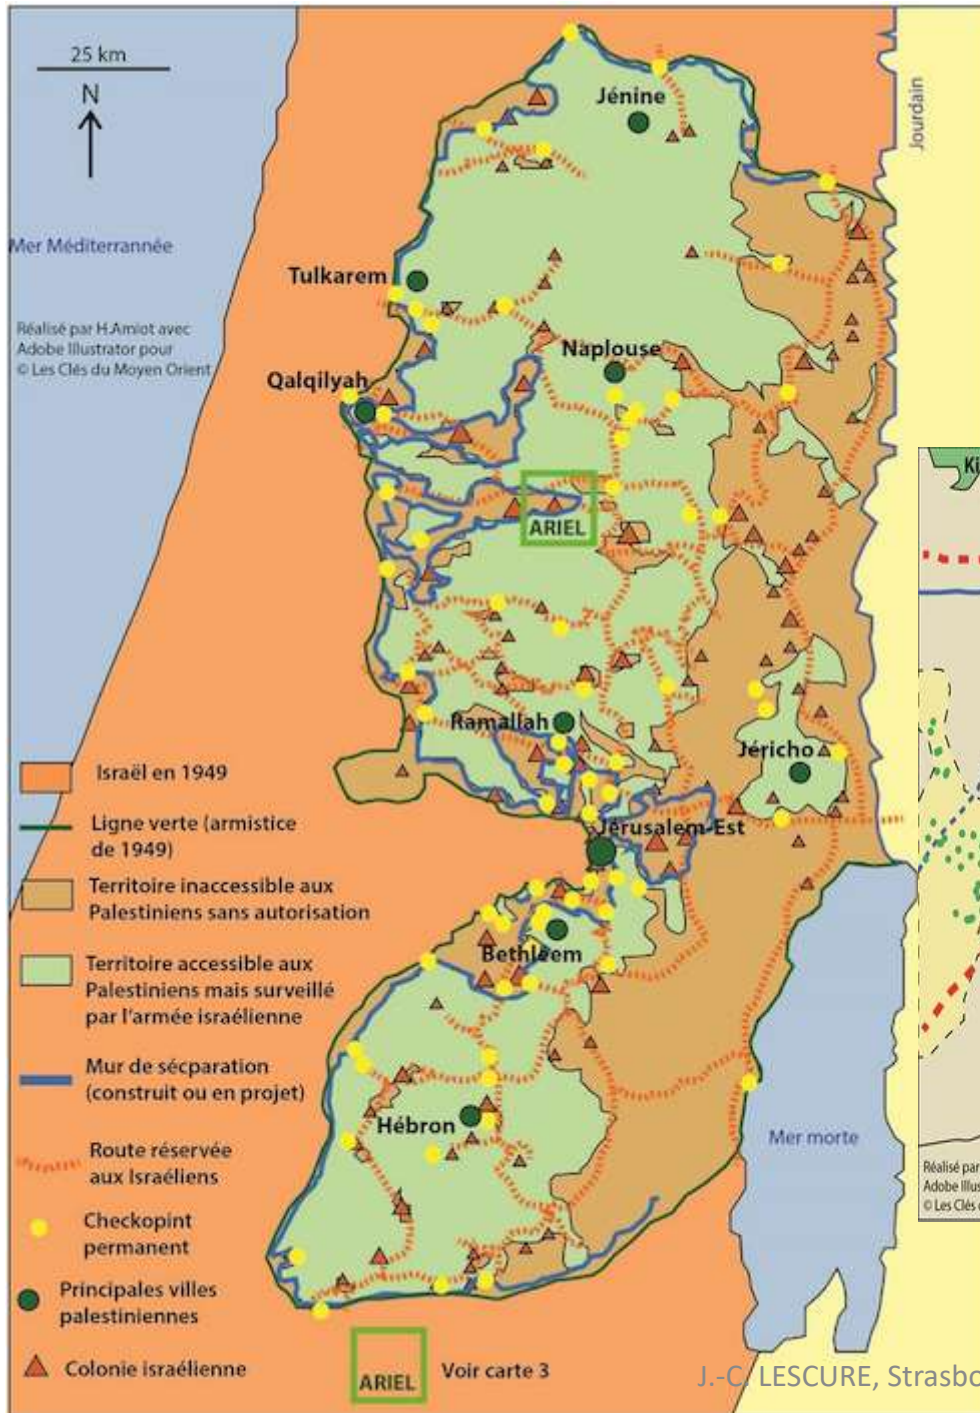 25 km
N
Jénine
Jourdain
Mer Méditerrannée
Tulkarem
Réalisé par H.Amiot avec
Adobe Illustrator pour
© Les Clés du Moyen Orient
Naplouse
Qalqilyah
Ki
ARIEL
Ramallah
Jéricho
Israël en 1949
Ligne verte (armistice
de 1949)
Jérusalem-Est
Territoire inaccessible aux
Palestiniens sans autorisation
Bethléem
Territoire accessible aux
Palestiniens mais surveillé
par l'armée israélienne
Mur de sécparation
(construit ou en projet)
Hébron
Mer morte
Route réservée
aux Israéliens
Réalisé par
Adobe Illus
© Les Clés
Checkopint
permanent
Principales villes
palestiniennes
Colonie israélienne
ARIEL
Voir carte 3
J.-C. LESCURE, Strasbo